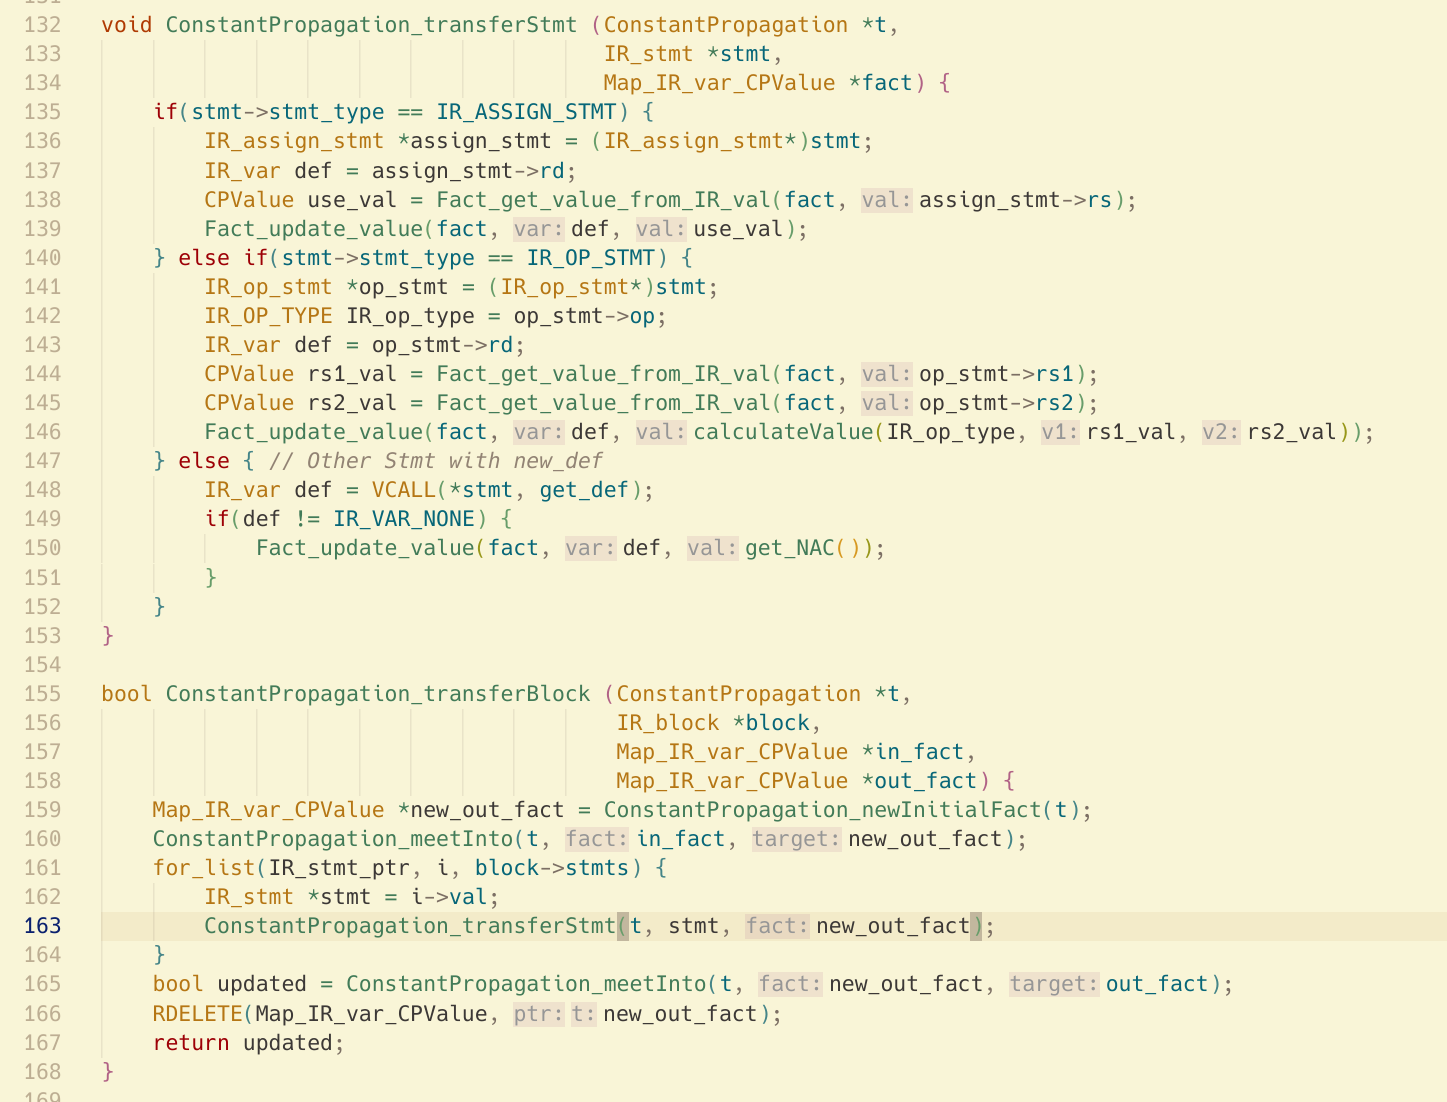 131
132 void ConstantPropagation_transferStmt (ConstantPropagation *t,
133 IR_stmt *stmt,
134 Map_IR_var_CPValue *fact) {
135 if(stmt->stmt_type == IR_ASSIGN_STMT) {
136 IR_assign_stmt *assign_stmt = (IR_assign_stmt*)stmt;
137 IR_var def = assign_stmt->rd;
138 CPValue use_val = Fact_get_value_from_IR_val(fact, val: assign_stmt->rs);
139 Fact_update_value(fact, var: def, val: use_val);
140 } else if(stmt->stmt_type == IR_OP_STMT) {
141 IR_op_stmt *op_stmt = (IR_op_stmt*)stmt;
142 IR_OP_TYPE IR_op_type = op_stmt->op;
143 IR_var def = op_stmt->rd;
144 CPValue rs1_val = Fact_get_value_from_IR_val(fact, val: op_stmt->rs1);
145 CPValue rs2_val = Fact_get_value_from_IR_val(fact, val: op_stmt->rs2);
146 Fact_update_value(fact, var: def, val: calculateValue(IR_op_type, v1: rs1_val, v2: rs2_val));
147 } else { // Other Stmt with new_def
148 IR_var def = VCALL(*stmt, get_def);
149 if(def != IR_VAR_NONE) {
150 Fact_update_value(fact, var: def, val: get_NAC());
151 }
152 }
153 }
154
155 bool ConstantPropagation_transferBlock (ConstantPropagation *t,
156 IR_block *block,
157 Map_IR_var_CPValue *in_fact,
158 Map_IR_var_CPValue *out_fact) {
159 Map_IR_var_CPValue *new_out_fact = ConstantPropagation_newInitialFact(t);
160 ConstantPropagation_meetInto(t, fact: in_fact, target: new_out_fact);
161 for_list(IR_stmt_ptr, i, block->stmts) {
162 IR_stmt *stmt = i->val;
163 ConstantPropagation_transferStmt(t, stmt, fact: new_out_fact);
164 }
165 bool updated = ConstantPropagation_meetInto(t, fact: new_out_fact, target: out_fact);
166 RDELETE(Map_IR_var_CPValue, ptr: t: new_out_fact);
167 return updated;
168 }
169